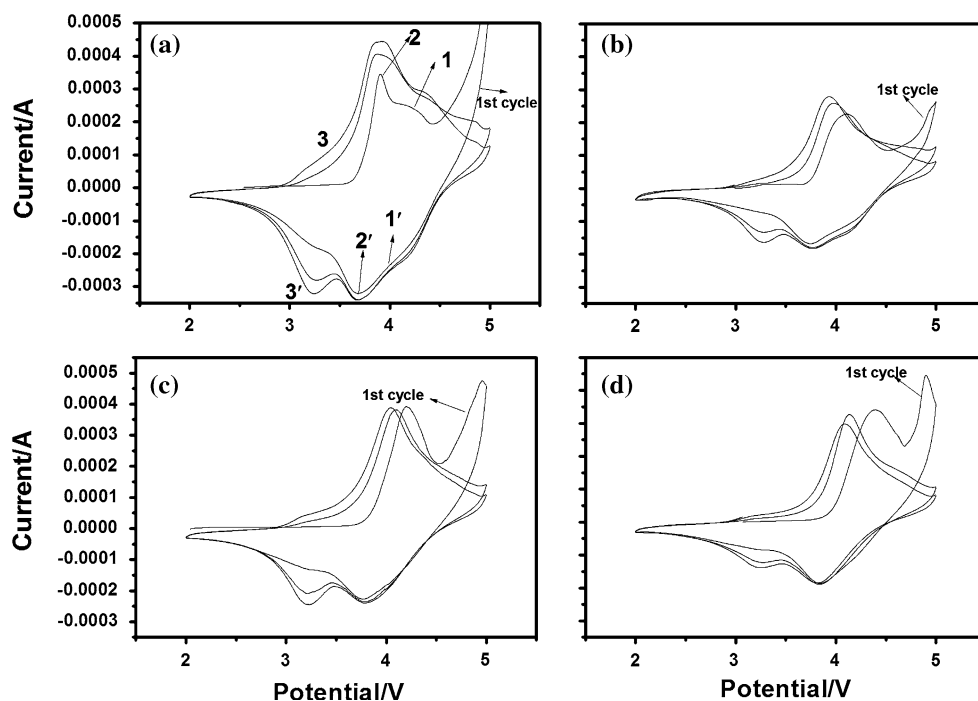 (a)
Current/A
0.0005
0.0004
0.0003
0.0002
0.0001
0.0000
-0.0001
-0.0002
-0.0003
2
1
1st cycle
3
1′
2′
3′
2 3 4 5
(b)
1st cycle
2 3 4 5
(c)
Current/A
0.0005
0.0004
0.0003
0.0002
0.0001
0.0000
-0.0001
-0.0002
-0.0003
1st cycle
2 3 4 5
Potential/V
(d)
1st cycle
2 3 4 5
Potential/V